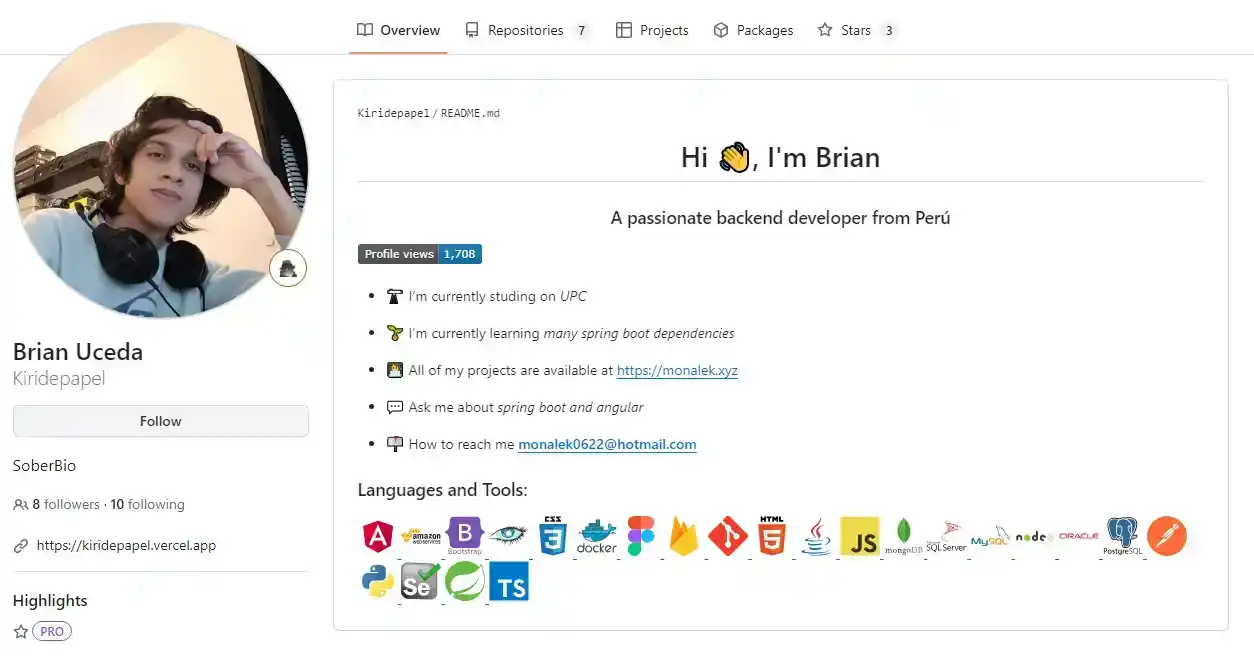 Overview Repositories 7 Projects Packages Stars 3
Kiridepapel / README.md
Hi 👋, I'm Brian
A passionate backend developer from Perú
Profile views 1,708
I'm currently studing on UPC
I'm currently learning many spring boot dependencies
All of my projects are available at https://monalek.xyz
Ask me about spring boot and angular
How to reach me monalek0622@hotmail.com
Languages and Tools:
A amazon webservices B Bootstrap CSS 3 docker HTML 5 JS mongoDB SQL Server MySQL node ORACLE PostgreSQL
Se TS
Brian Uceda
Kiridepapel
Follow
SoberBio
8 followers · 10 following
https://kiridepapel.vercel.app
Highlights
PRO